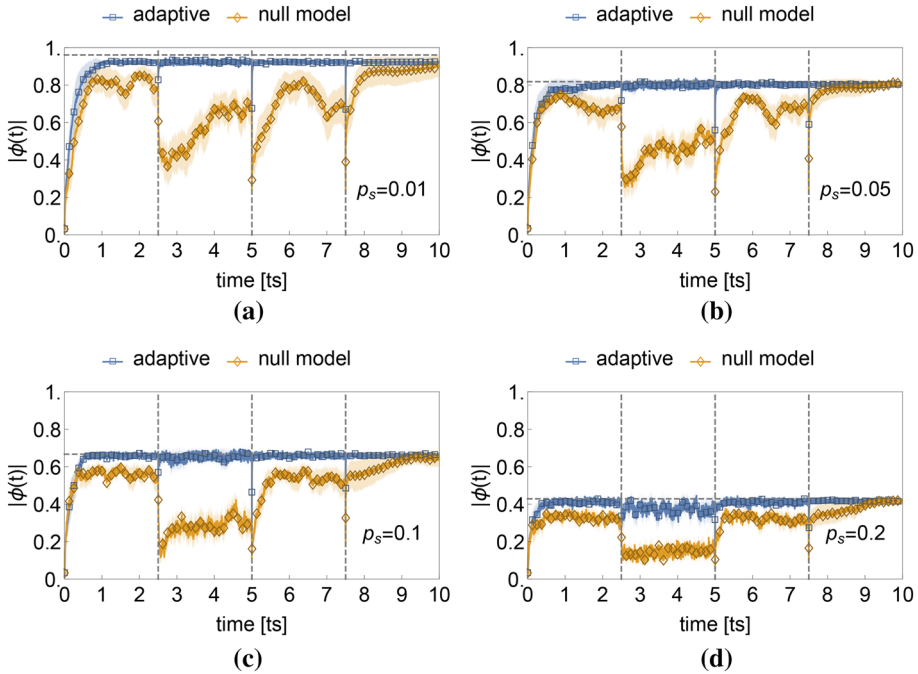 adaptive null model
adaptive null model
1.
0.8
0.6
0.4
0.2
0.
|ϕ(t)|
pₛ=0.01
0 1 2 3 4 5 6 7 8 9 10
time [ts]
(a)
1.
0.8
0.6
0.4
0.2
0.
|ϕ(t)|
pₛ=0.05
0 1 2 3 4 5 6 7 8 9 10
time [ts]
(b)
adaptive null model
adaptive null model
1.
0.8
0.6
0.4
0.2
0.
|ϕ(t)|
pₛ=0.1
0 1 2 3 4 5 6 7 8 9 10
time [ts]
(c)
1.
0.8
0.6
0.4
0.2
0.
|ϕ(t)|
pₛ=0.2
0 1 2 3 4 5 6 7 8 9 10
time [ts]
(d)